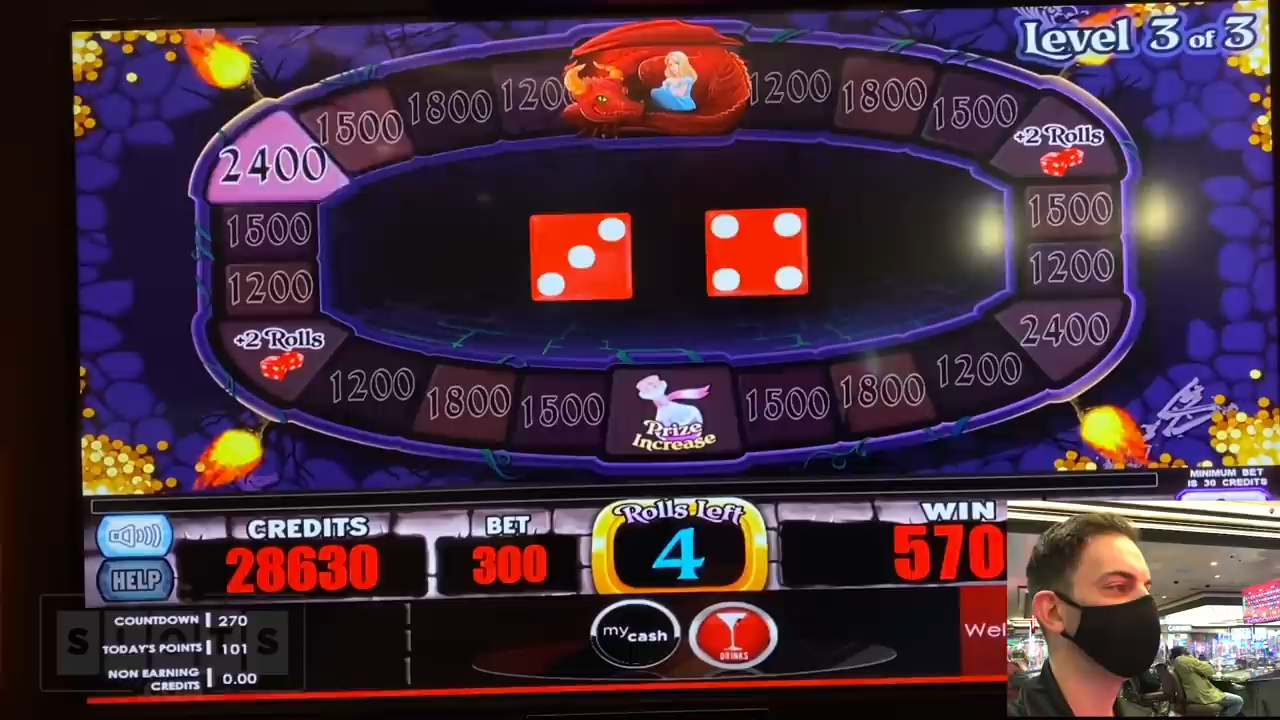 Level 3 of 3
1500 1800 1200 1200 1800 1500
2400 +2 Rolls
1500 1500
1200 1200
+2 Rolls 2400
1200 1800 1500 Prize Increase 1500 1800 1200
MINIMUM BET
IS 30 CREDITS
CREDITS BET Rolls Left WIN
28630 300 4 570
HELP
COUNTDOWN 270
TODAY'S POINTS 101
NON EARNING
CREDITS 0.00
SLOTS
my cash
DRINKS
Wel